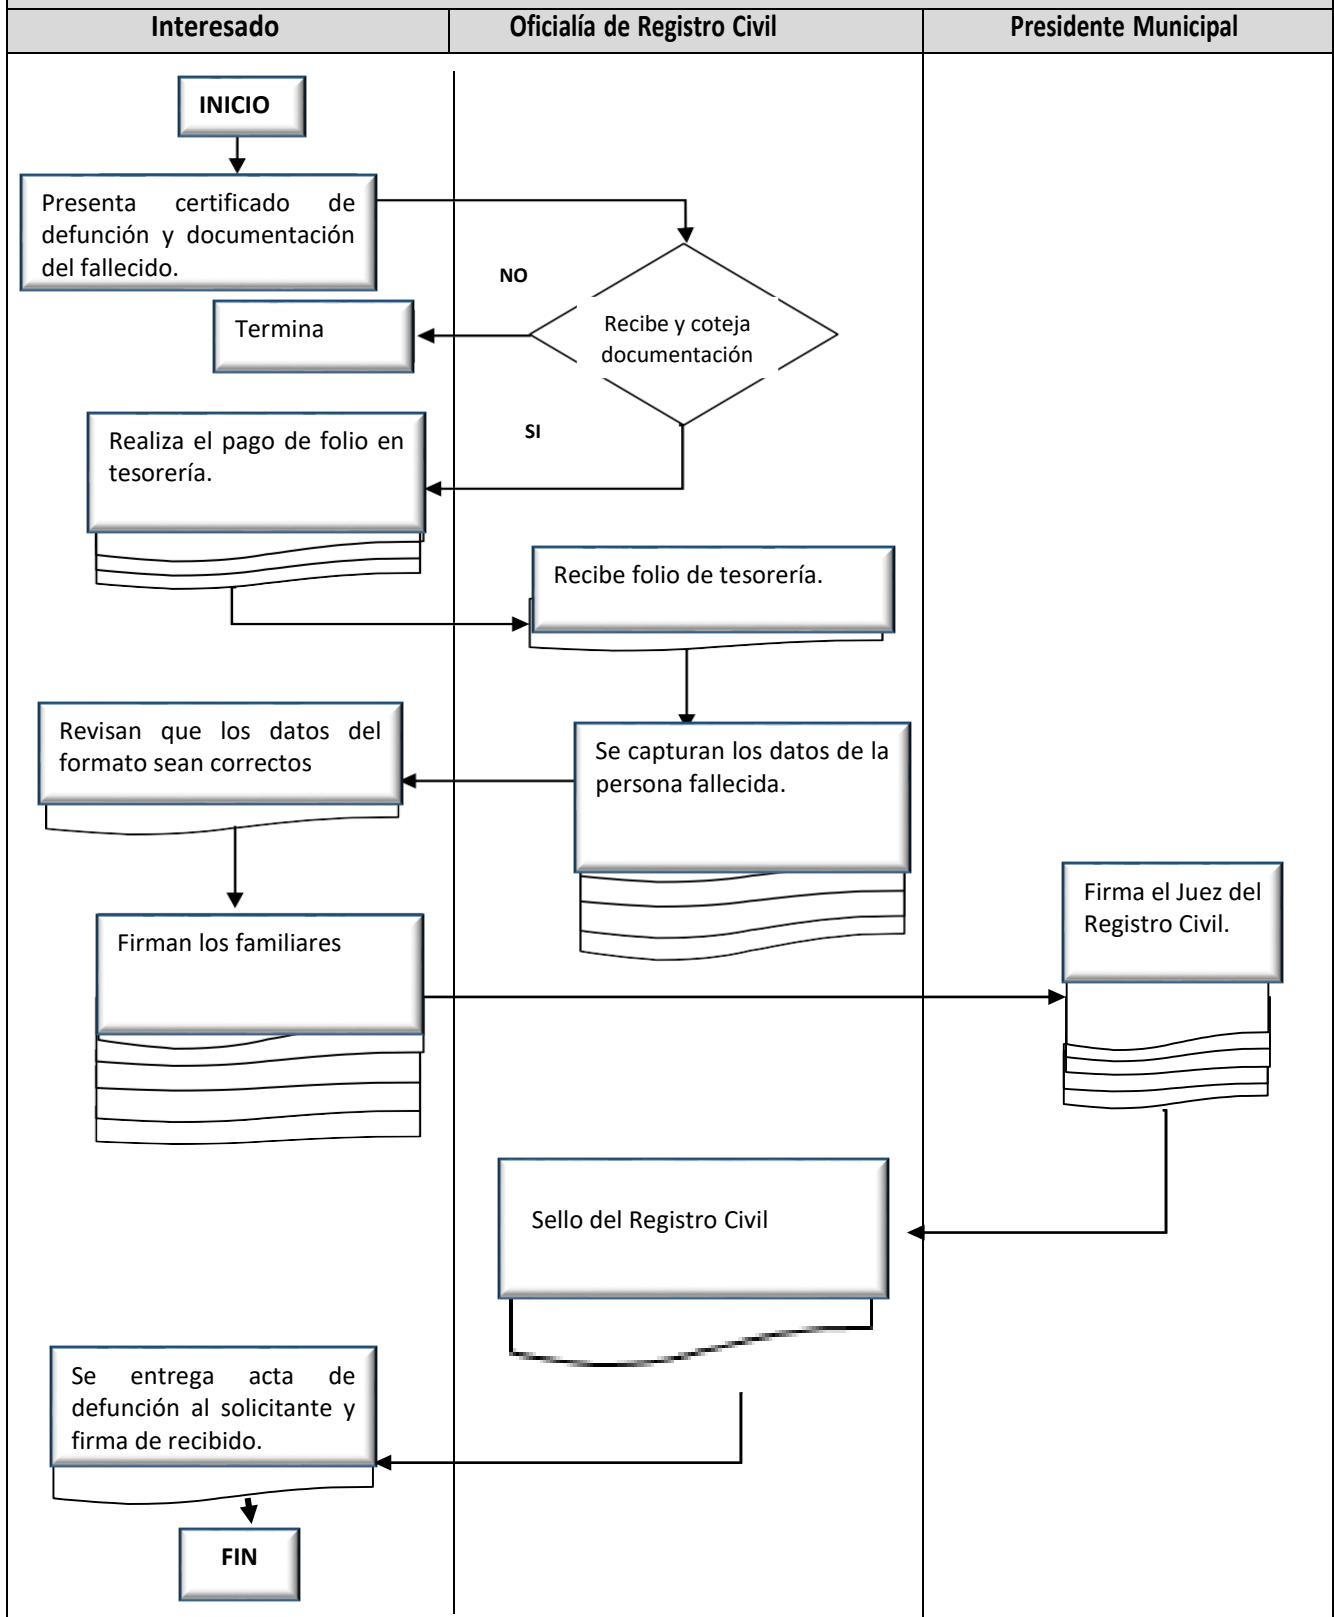 Interesado
Oficialía de Registro Civil
Presidente Municipal
INICIO
Presenta certificado de
defunción y documentación
del fallecido.
NO
Recibe y coteja
documentación
Termina
SI
Realiza el pago de folio en
tesorería.
Recibe folio de tesorería.
Se capturan los datos de la
persona fallecida.
Revisan que los datos del
formato sean correctos
Firman los familiares
Firma el Juez del
Registro Civil.
Sello del Registro Civil
Se entrega acta de
defunción al solicitante y
firma de recibido.
FIN